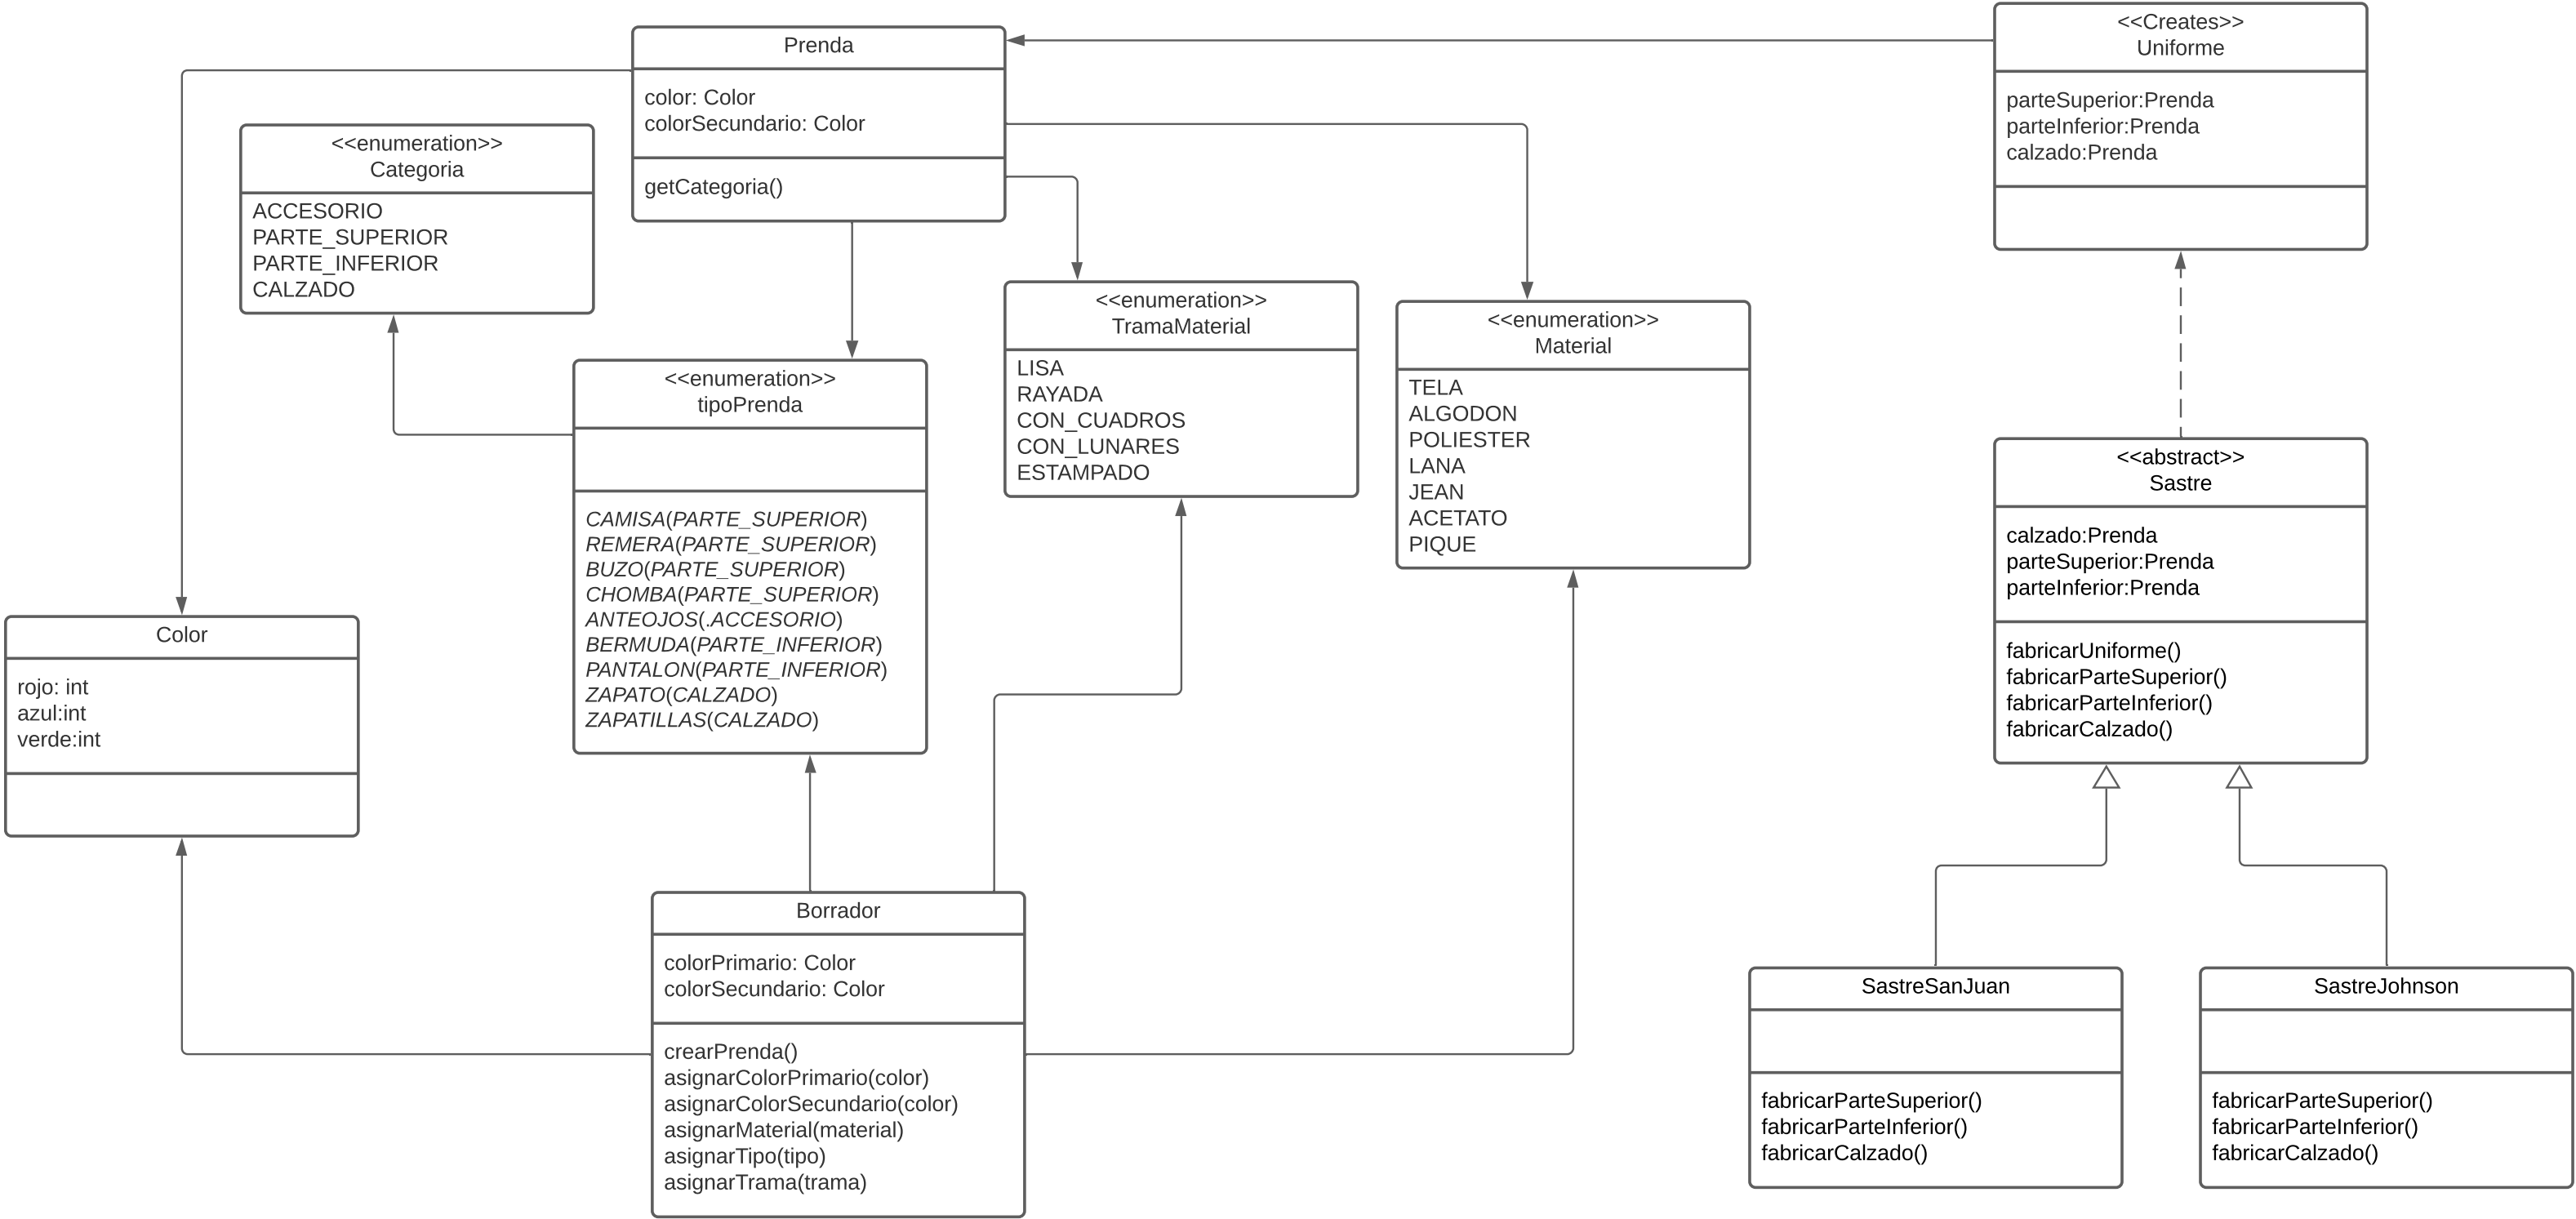 Prenda
color: Color
colorSecundario: Color
getCategoria()
<<Creates>>
Uniforme
parteSuperior:Prenda
parteInferior:Prenda
calzado:Prenda
<<enumeration>>
Categoria
ACCESORIO
PARTE_SUPERIOR
PARTE_INFERIOR
CALZADO
<<enumeration>>
TramaMaterial
LISA
RAYADA
CON_CUADROS
CON_LUNARES
ESTAMPADO
<<enumeration>>
Material
TELA
ALGODON
POLIESTER
LANA
JEAN
ACETATO
PIQUE
<<enumeration>>
tipoPrenda
CAMISA(PARTE_SUPERIOR)
REMERA(PARTE_SUPERIOR)
BUZO(PARTE_SUPERIOR)
CHOMBA(PARTE_SUPERIOR)
ANTEOJOS(.ACCESORIO)
BERMUDA(PARTE_INFERIOR)
PANTALON(PARTE_INFERIOR)
ZAPATO(CALZADO)
ZAPATILLAS(CALZADO)
<<abstract>>
Sastre
calzado:Prenda
parteSuperior:Prenda
parteInferior:Prenda
fabricarUniforme()
fabricarParteSuperior()
fabricarParteInferior()
fabricarCalzado()
Color
rojo: int
azul:int
verde:int
Borrador
colorPrimario: Color
colorSecundario: Color
crearPrenda()
asignarColorPrimario(color)
asignarColorSecundario(color)
asignarMaterial(material)
asignarTipo(tipo)
asignarTrama(trama)
SastreSanJuan
fabricarParteSuperior()
fabricarParteInferior()
fabricarCalzado()
SastreJohnson
fabricarParteSuperior()
fabricarParteInferior()
fabricarCalzado()